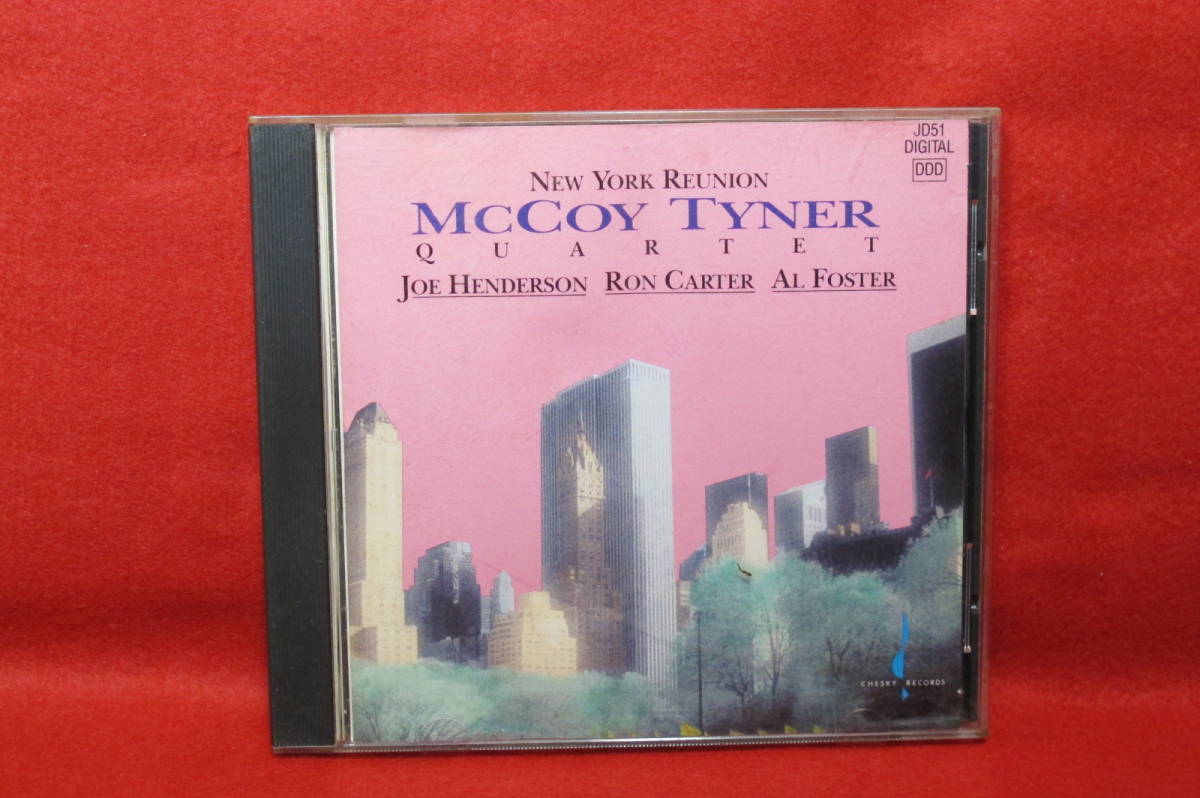 JD51
DIGITAL
DDD
NEW YORK REUNION
MCCOY TYNER
QUARTET
JOE HENDERSON RON CARTER AL FOSTER
CHESKY RECORDS